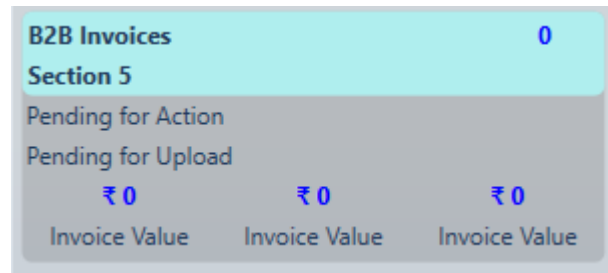 B2B Invoices 0
Section 5
Pending for Action
Pending for Upload
₹ 0 ₹ 0 ₹ 0
Invoice Value Invoice Value Invoice Value